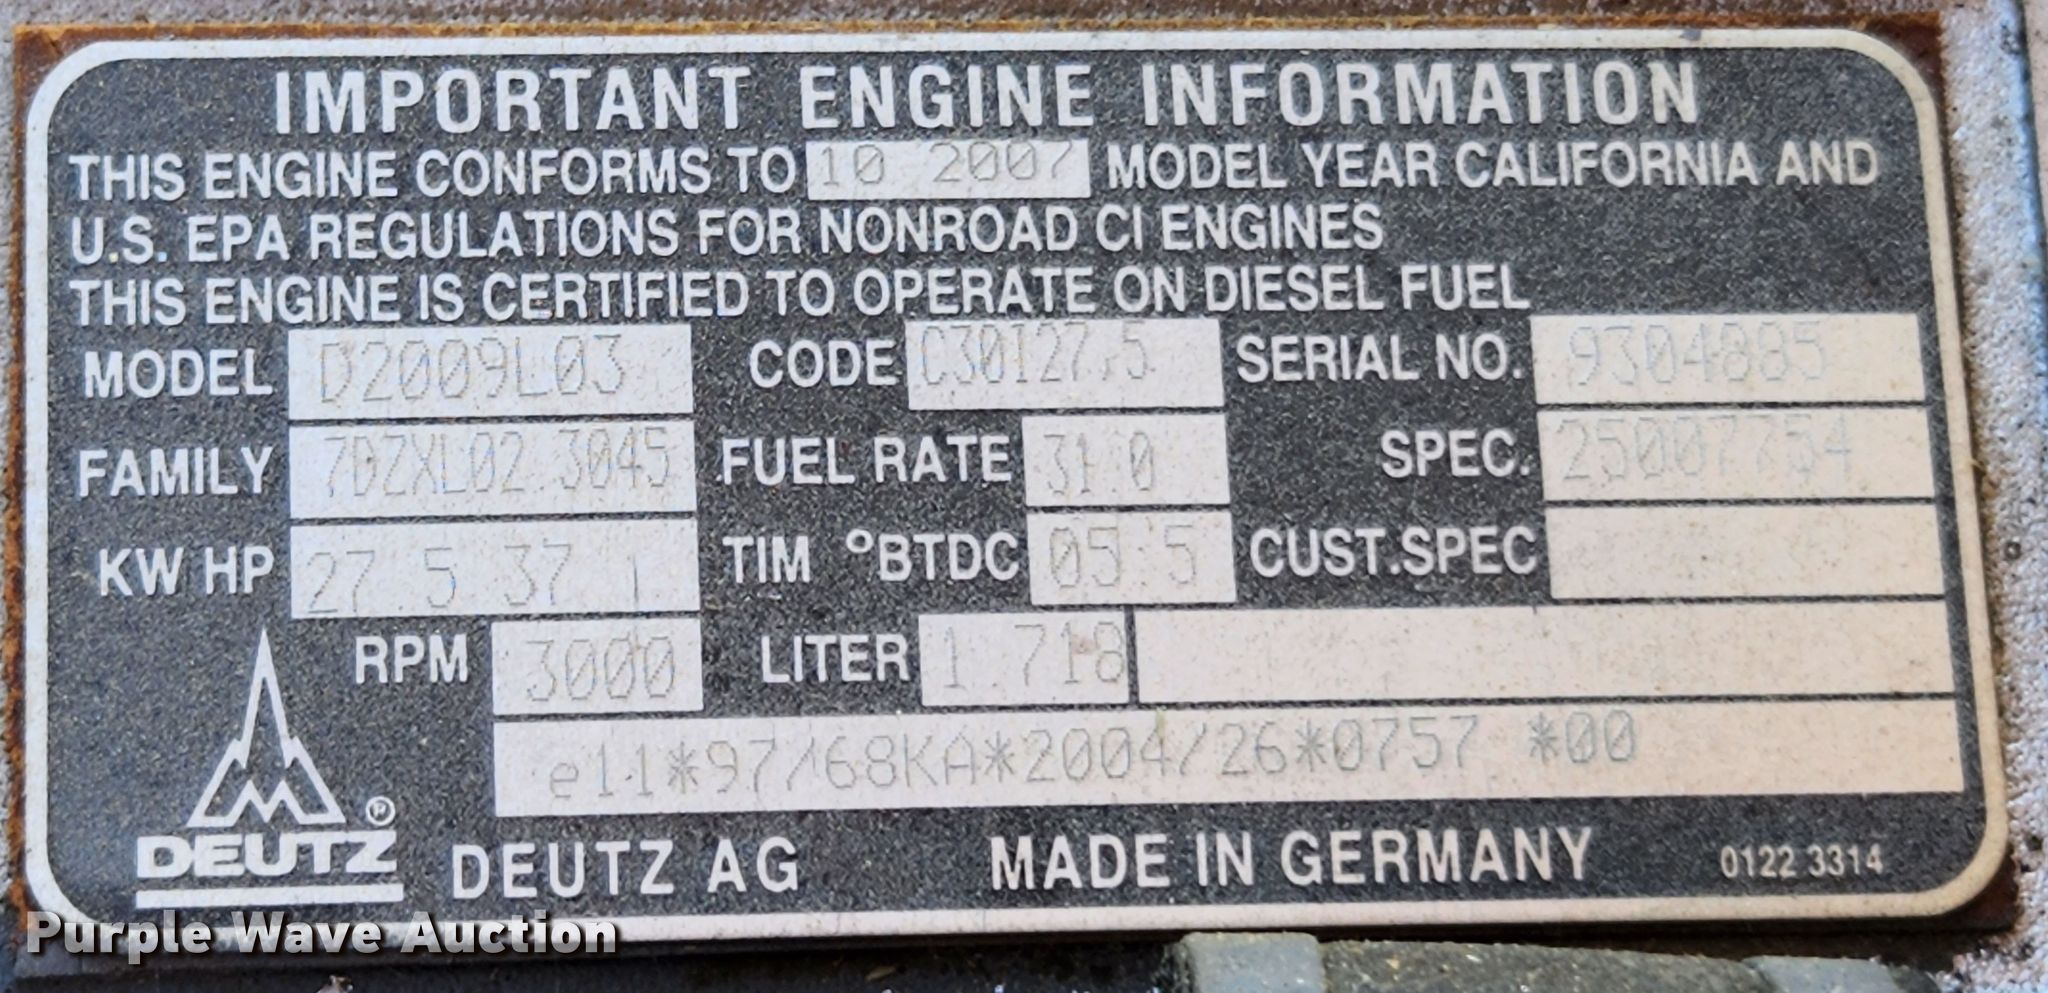 IMPORTANT ENGINE INFORMATION
THIS ENGINE CONFORMS TO 10 2007 MODEL YEAR CALIFORNIA AND
U.S. EPA REGULATIONS FOR NONROAD CI ENGINES
THIS ENGINE IS CERTIFIED TO OPERATE ON DIESEL FUEL
MODEL D2009L03 CODE C30I27.5 SERIAL NO. 9304885
FAMILY 7DZXL02.3045 FUEL RATE 31.0 SPEC. 25007754
KW HP 27.5 37 TIM °BTDC 05.5 CUST.SPEC
RPM 3000 LITER 1.718
e11*97/68KA*2004/26*0757 *00
DEUTZ ® DEUTZ AG MADE IN GERMANY 0122 3314
Purple Wave Auction